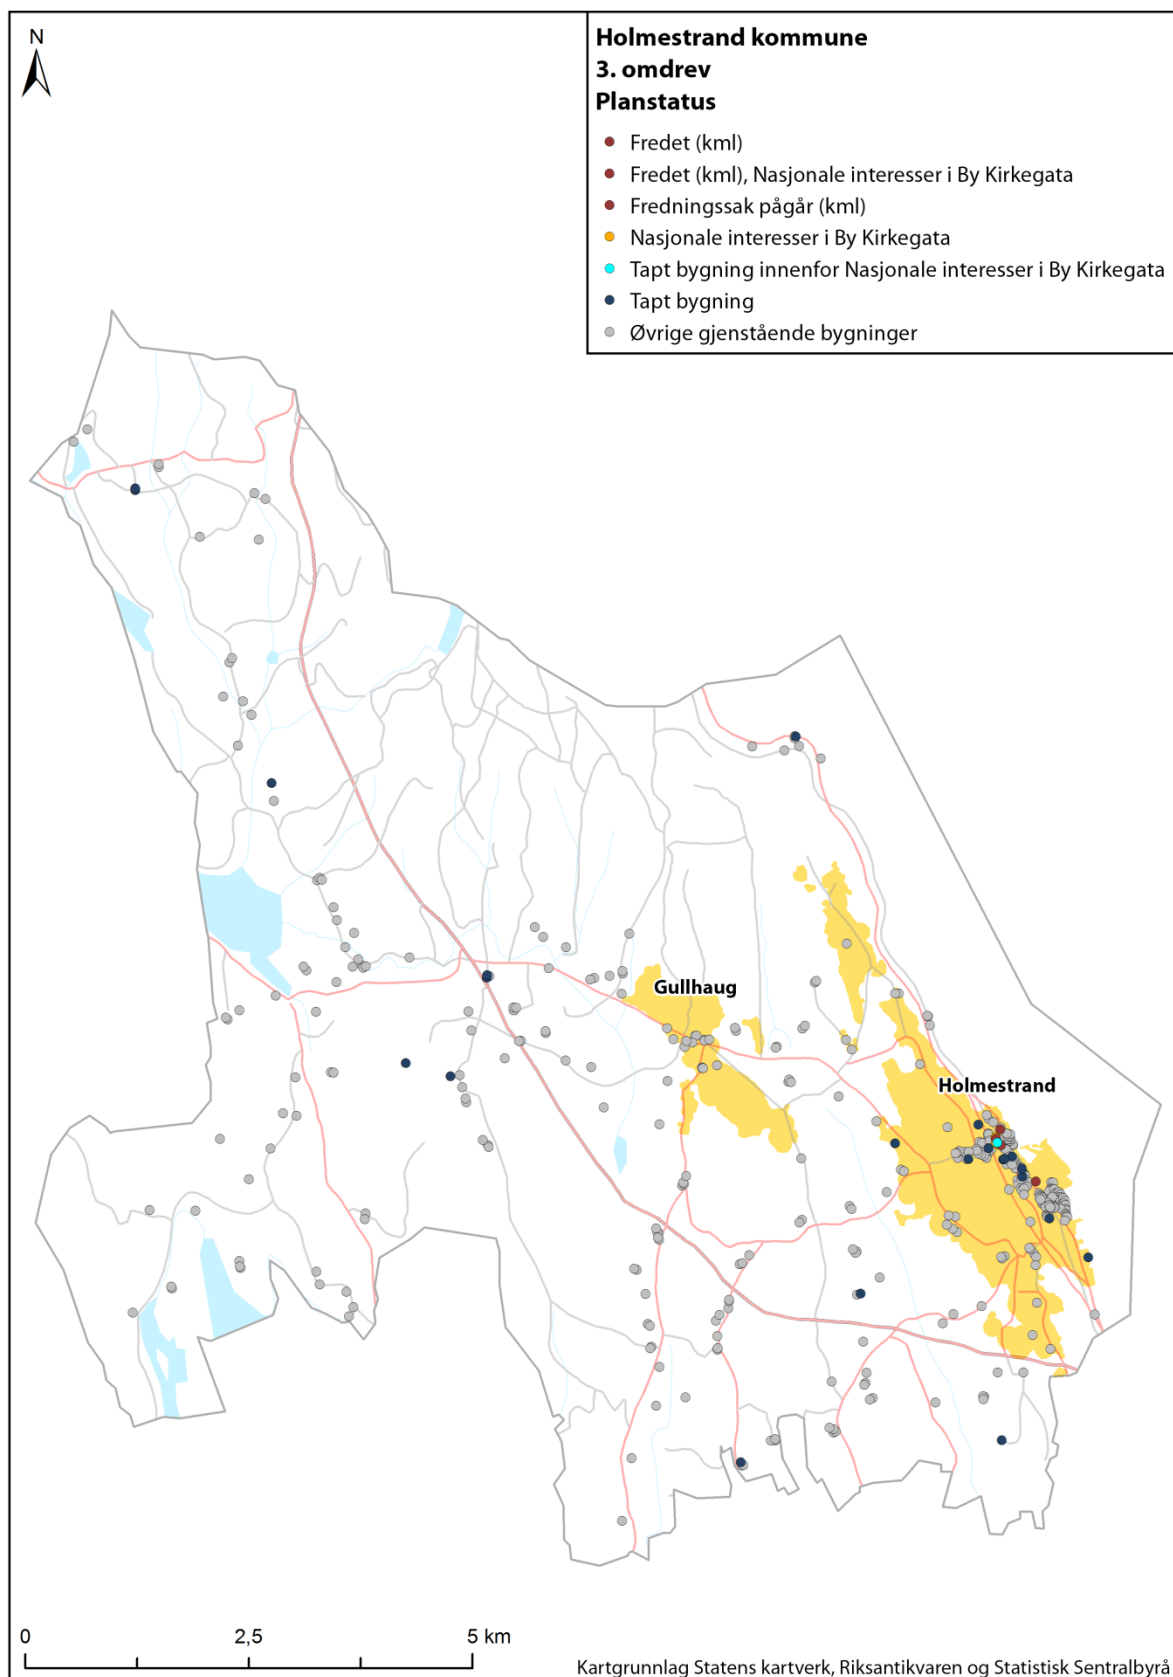 N
Holmestrand kommune
3. omdrev
Planstatus
Fredet (kml)
Fredet (kml), Nasjonale interesser i By Kirkegata
Fredningssak pågår (kml)
Nasjonale interesser i By Kirkegata
Tapt bygning innenfor Nasjonale interesser i By Kirkegata
Tapt bygning
Øvrige gjenstående bygninger
Gullhaug
Holmestrand
0 2,5 5 km
Kartgrunnlag Statens kartverk, Riksantikvaren og Statistisk Sentralbyrå